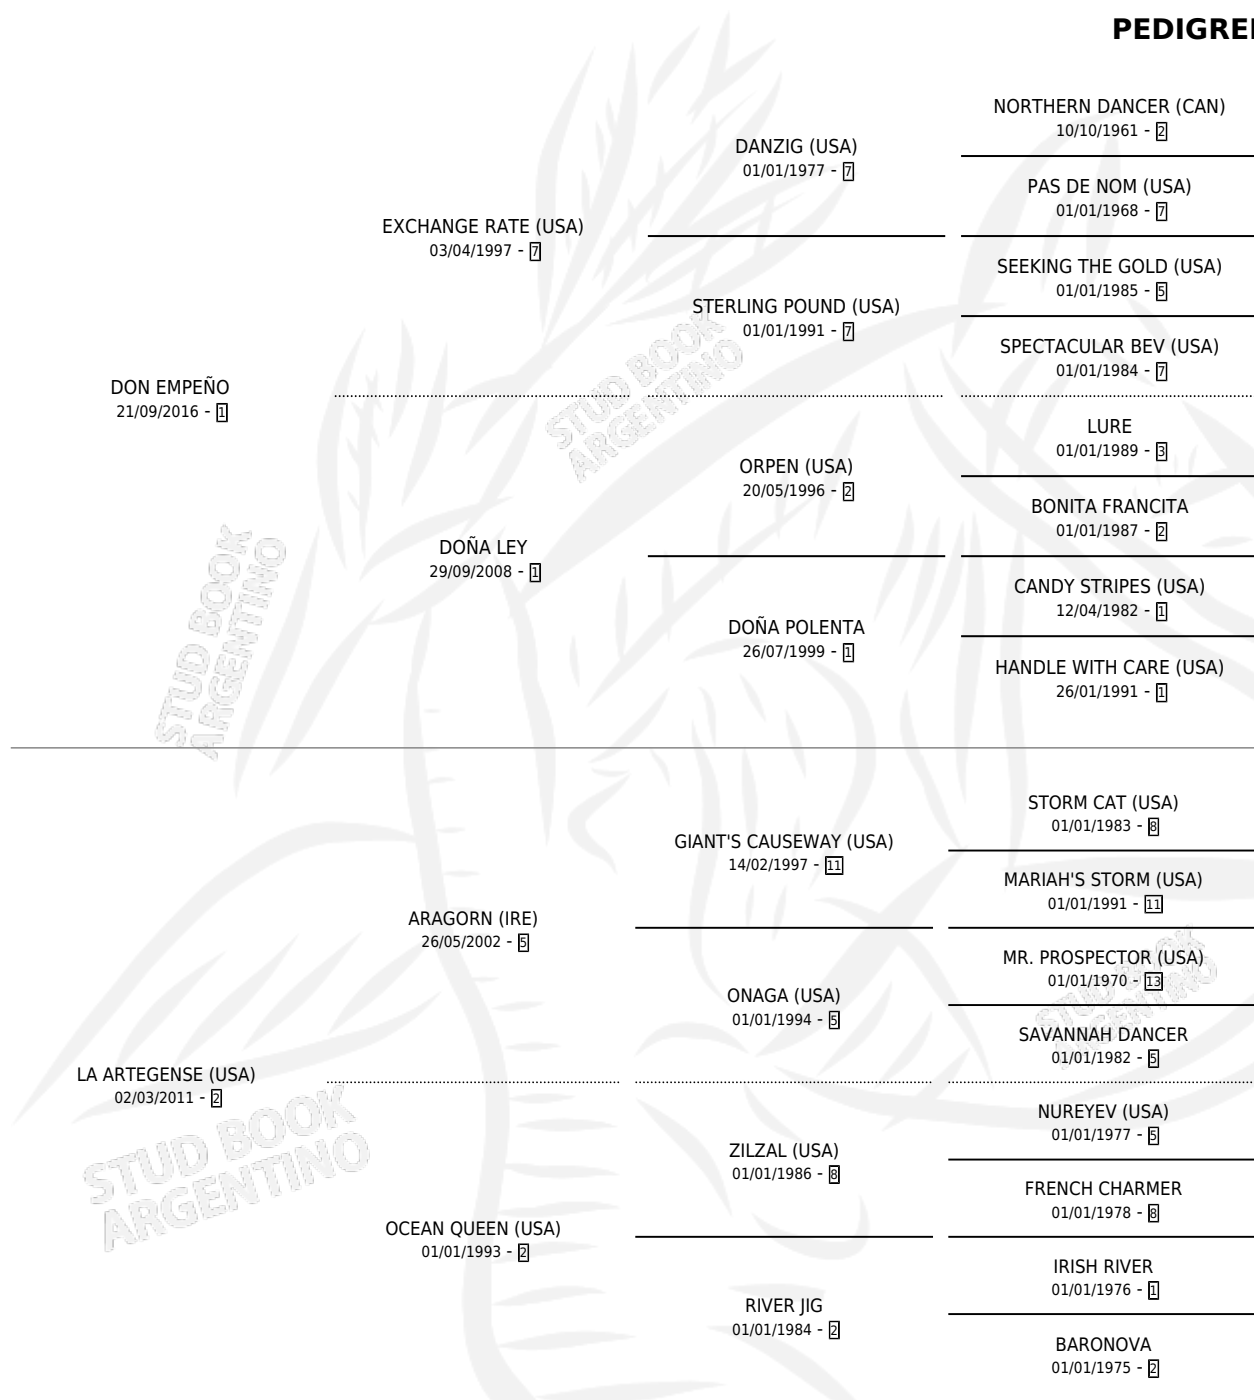 PEDIGREE
NORTHERN DANCER (CAN)
10/10/1961 - 2
DANZIG (USA)
01/01/1977 - 7
PAS DE NOM (USA)
01/01/1968 - 7
EXCHANGE RATE (USA)
03/04/1997 - 7
SEEKING THE GOLD (USA)
01/01/1985 - 5
STERLING POUND (USA)
01/01/1991 - 7
SPECTACULAR BEV (USA)
01/01/1984 - 7
DON EMPEÑO
21/09/2016 - 1
LURE
01/01/1989 - 3
ORPEN (USA)
20/05/1996 - 2
BONITA FRANCITA
01/01/1987 - 2
DOÑA LEY
29/09/2008 - 1
CANDY STRIPES (USA)
12/04/1982 - 1
DOÑA POLENTA
26/07/1999 - 1
HANDLE WITH CARE (USA)
26/01/1991 - 1
STORM CAT (USA)
01/01/1983 - 8
GIANT'S CAUSEWAY (USA)
14/02/1997 - 11
MARIAH'S STORM (USA)
01/01/1991 - 11
ARAGORN (IRE)
26/05/2002 - 5
MR. PROSPECTOR (USA)
01/01/1970 - 13
ONAGA (USA)
01/01/1994 - 5
SAVANNAH DANCER
01/01/1982 - 5
LA ARTEGENSE (USA)
02/03/2011 - 2
NUREYEV (USA)
01/01/1977 - 5
ZILZAL (USA)
01/01/1986 - 8
FRENCH CHARMER
01/01/1978 - 8
OCEAN QUEEN (USA)
01/01/1993 - 2
IRISH RIVER
01/01/1976 - 1
RIVER JIG
01/01/1984 - 2
BARONOVA
01/01/1975 - 2
STUD BOOK
ARGENTINO
STUD BOOK
ARGENTINO
STUD BOOK
ARGENTINO
STUD BOOK
ARGENTINO